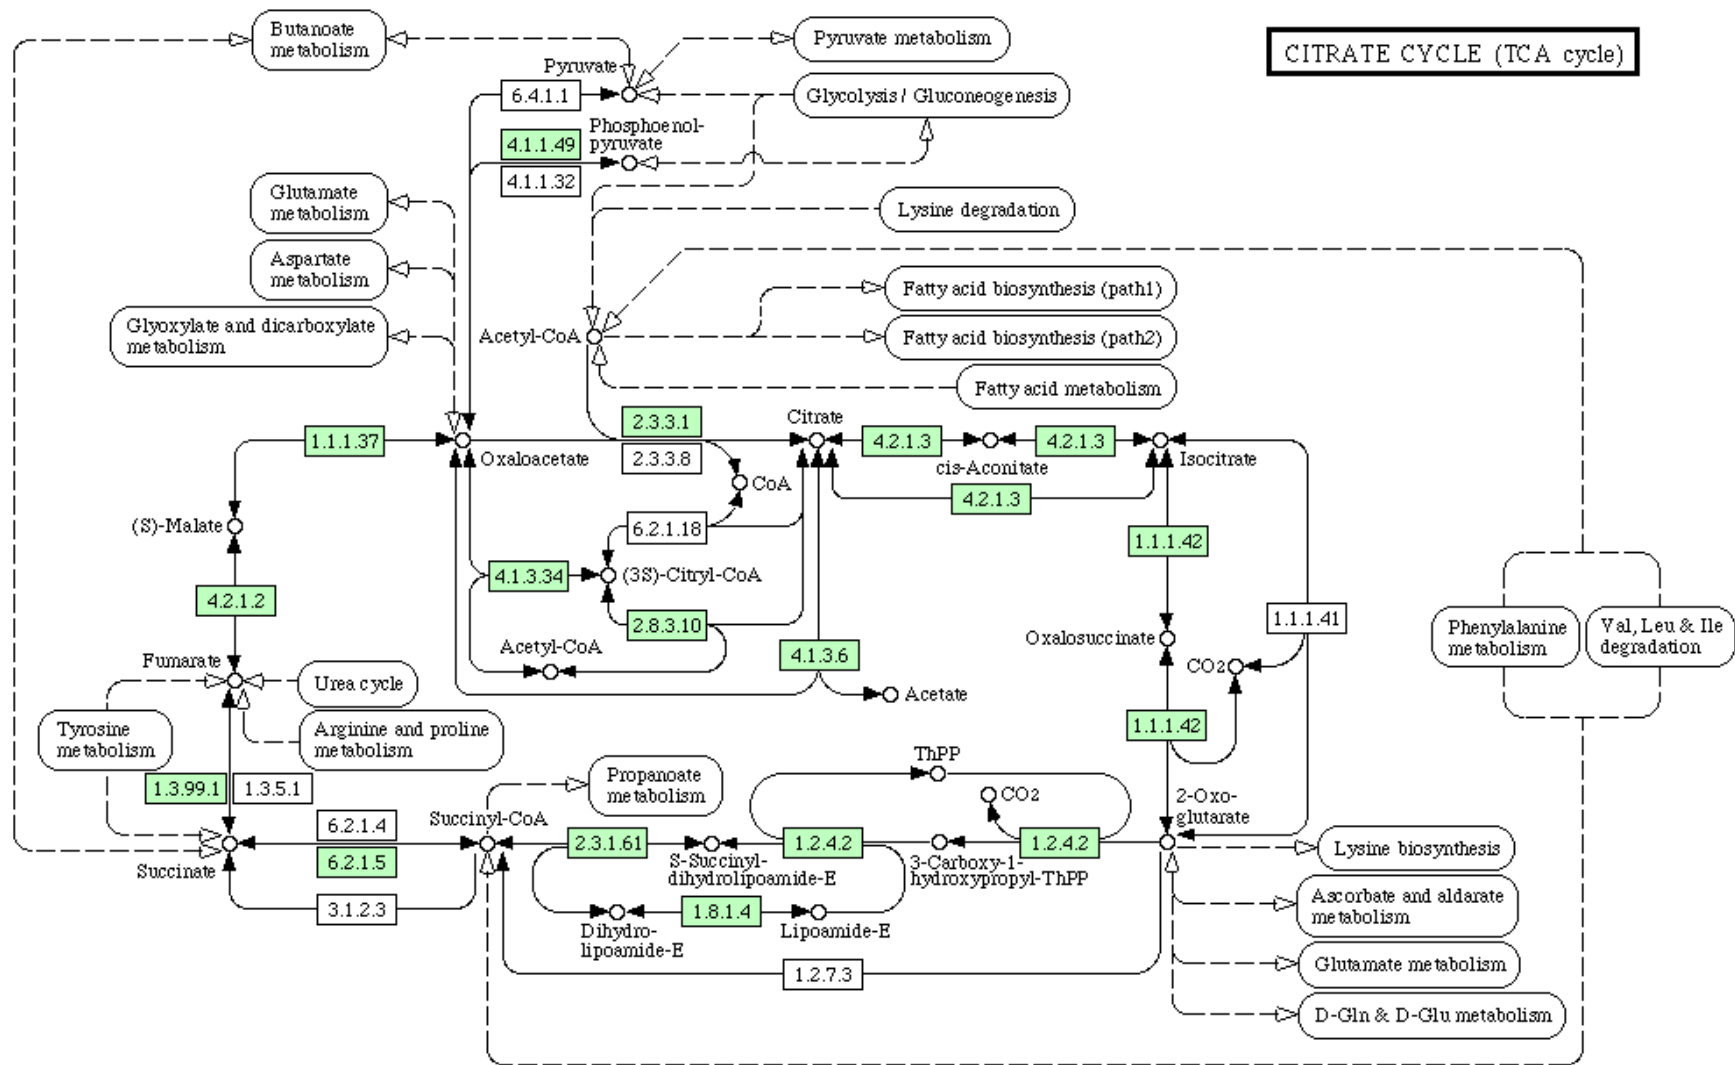 Butanoate
metabolism
Pyruvate metabolism
CITRATE CYCLE (TCA cycle)
Pyruvate
6.4.1.1
Glycolysis / Gluconeogenesis
Phosphoenol-
pyruvate
4.1.1.49
4.1.1.32
Glutamate
metabolism
Lysine degradation
Aspartate
metabolism
Fatty acid biosynthesis (path1)
Glyoxylate and dicarboxylate
metabolism
Acetyl-CoA
Fatty acid biosynthesis (path2)
Fatty acid metabolism
1.1.1.37
Oxaloacetate
2.3.3.1
2.3.3.8
Citrate
4.2.1.3
cis-Aconitate
4.2.1.3
Isocitrate
4.2.1.3
CoA
(S)-Malate
6.2.1.18
1.1.1.42
4.1.3.34
(3S)-Citryl-CoA
4.2.1.2
2.8.3.10
1.1.1.41
Oxalosuccinate
Phenylalanine
metabolism
Val, Leu & Ile
degradation
Acetyl-CoA
4.1.3.6
CO2
Fumarate
Urea cycle
Acetate
Tyrosine
metabolism
Arginine and proline
metabolism
1.1.1.42
ThPP
1.3.99.1
1.3.5.1
Propanoate
metabolism
CO2
2-Oxo-
glutarate
6.2.1.4
Succinyl-CoA
6.2.1.5
2.3.1.61
1.2.4.2
1.2.4.2
Lysine biosynthesis
Succinate
S-Succinyl-
dihydrolipoamide-E
3-Carboxy-1-
hydroxypropyl-ThPP
3.1.2.3
1.8.1.4
Ascorbate and aldarate
metabolism
Dihydro-
lipoamide-E
Lipoamide-E
1.2.7.3
Glutamate metabolism
D-Gln & D-Glu metabolism